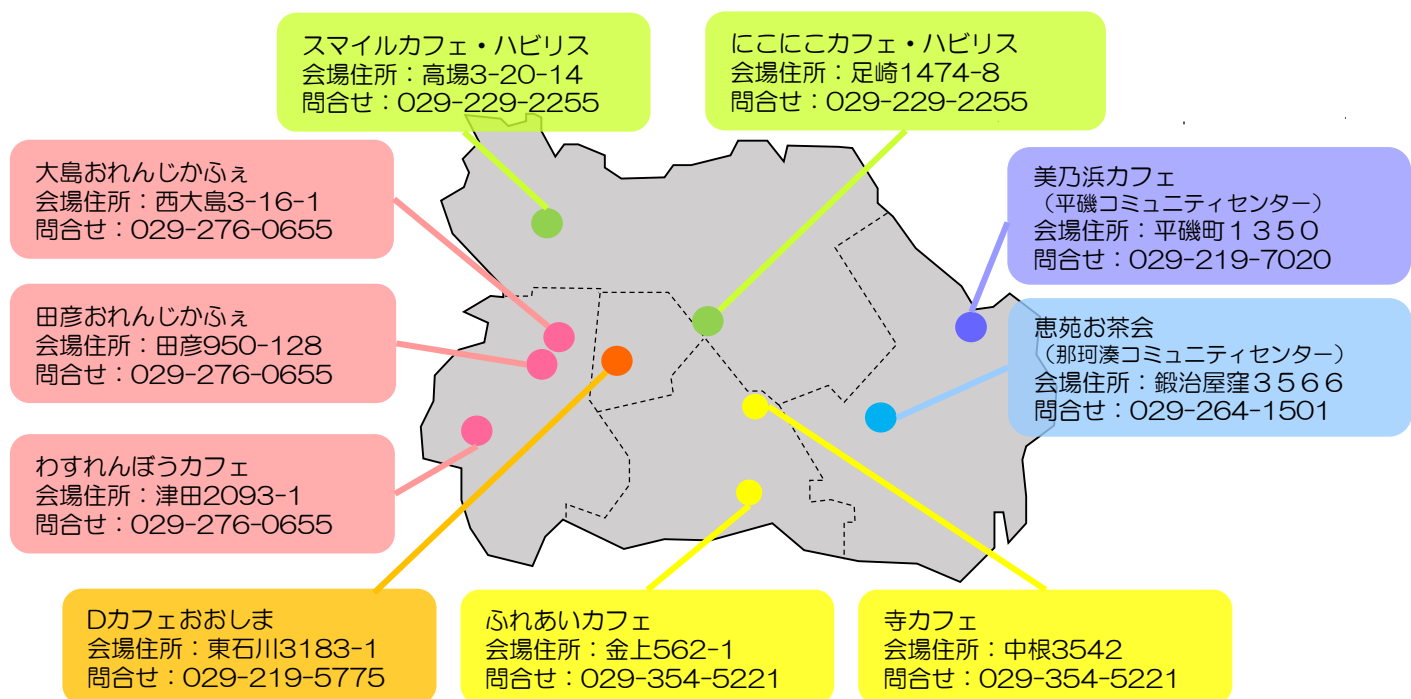 スマイルカフェ・ハビリス
会場住所：高場3-20-14
問合せ：029-229-2255
にこにこカフェ・ハビリス
会場住所：足崎1474-8
問合せ：029-229-2255
大島おれんじかふぇ
会場住所：西大島3-16-1
問合せ：029-276-0655
美乃浜カフェ
（平磯コミュニティセンター）
会場住所：平磯町１３５０
問合せ：029-219-7020
田彦おれんじかふぇ
会場住所：田彦950-128
問合せ：029-276-0655
恵苑お茶会
（那珂湊コミュニティセンター）
会場住所：鍛治屋窪３５６６
問合せ：029-264-1501
わすれんぼうカフェ
会場住所：津田2093-1
問合せ：029-276-0655
Dカフェおおしま
会場住所：東石川3183-1
問合せ：029-219-5775
ふれあいカフェ
会場住所：金上562-1
問合せ：029-354-5221
寺カフェ
会場住所：中根3542
問合せ：029-354-5221